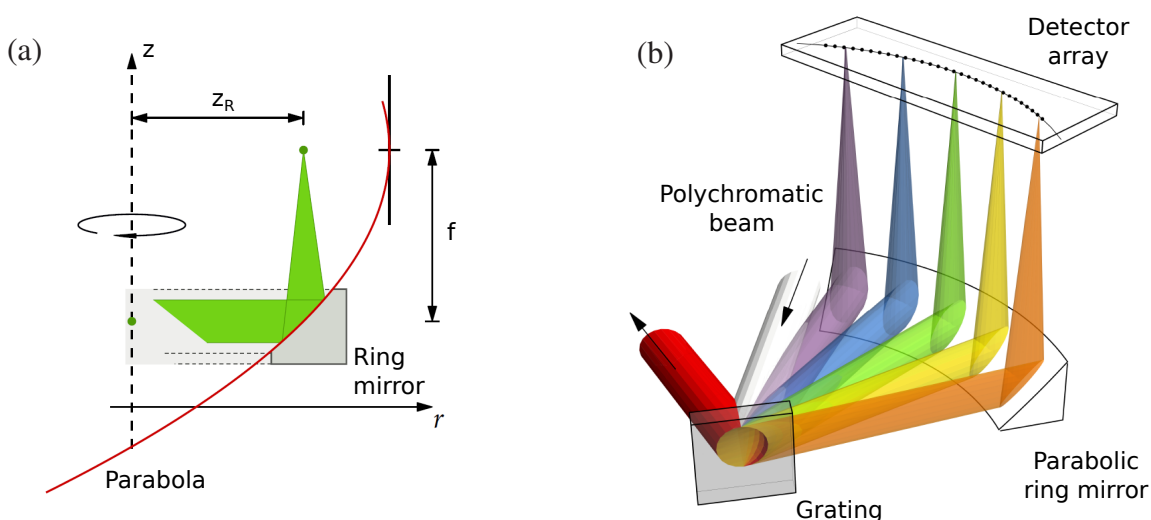 (a)
z
z_R
f
Ring
mirror
r
Parabola
(b)
Detector
array
Polychromatic
beam
Parabolic
ring mirror
Grating